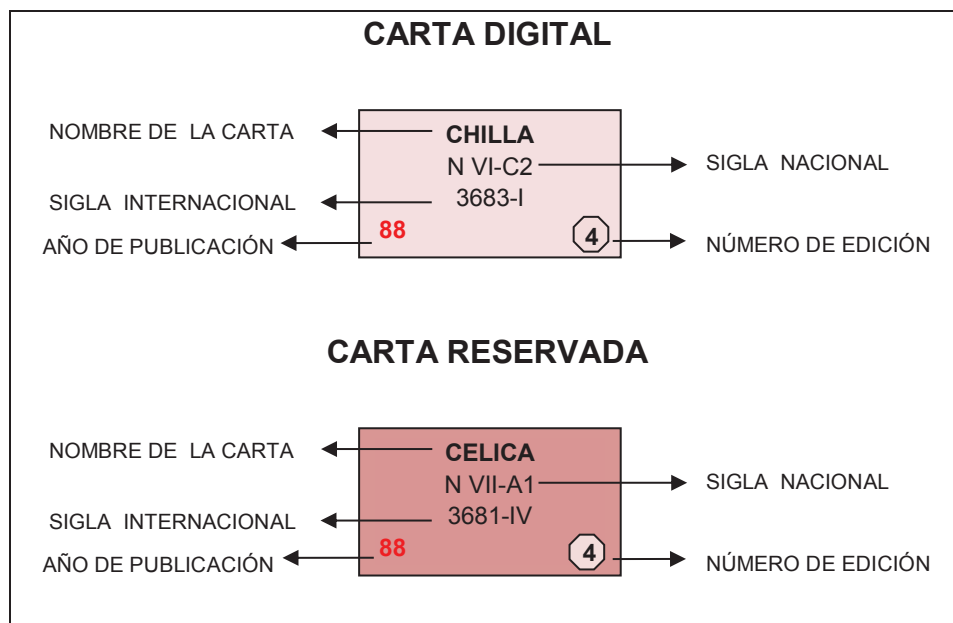 CARTA DIGITAL
NOMBRE DE LA CARTA
CHILLA
N VI-C2
SIGLA NACIONAL
SIGLA INTERNACIONAL
3683-I
AÑO DE PUBLICACIÓN
88
4
NÚMERO DE EDICIÓN
CARTA RESERVADA
NOMBRE DE LA CARTA
CELICA
N VII-A1
SIGLA NACIONAL
SIGLA INTERNACIONAL
3681-IV
AÑO DE PUBLICACIÓN
88
4
NÚMERO DE EDICIÓN